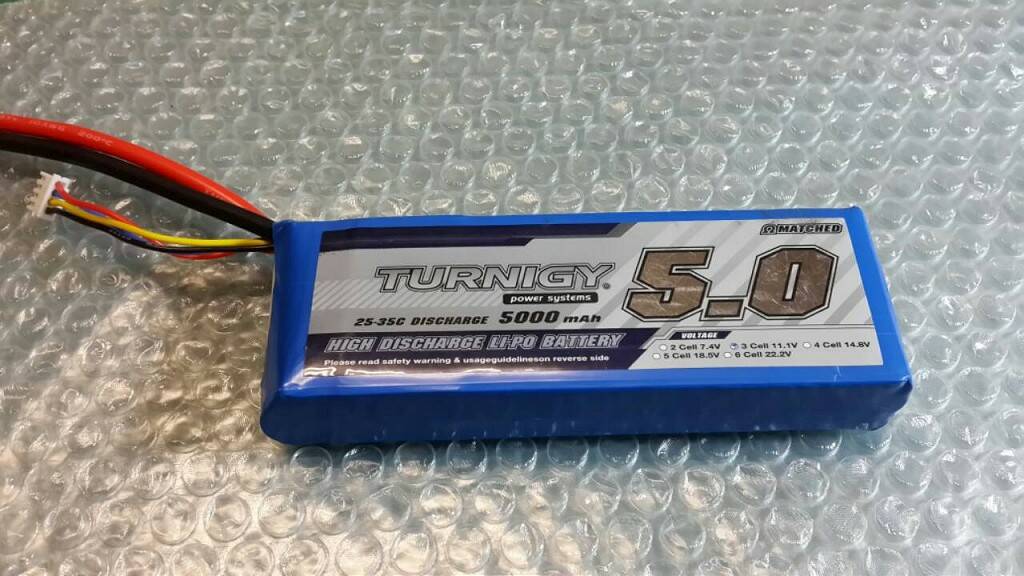 Ω MATCHED
TURNIGY®
power systems
5.0
25-35C DISCHARGE 5000 mAh
HIGH DISCHARGE LI-PO BATTERY
Please read safety warning & usageguidelineson reverse side
VOLTAGE
2 Cell 7.4V 3 Cell 11.1V 4 Cell 14.8V
5 Cell 18.5V 6 Cell 22.2V